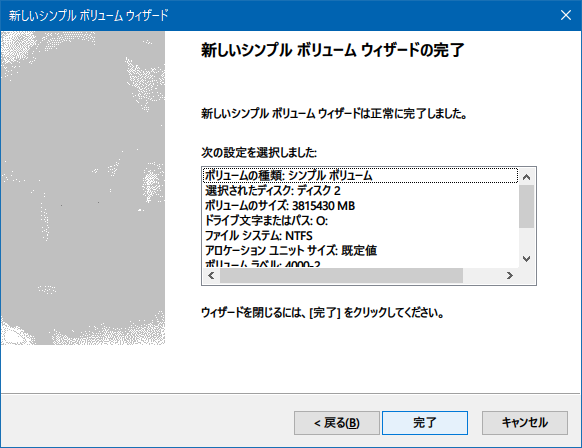 新しいシンプル ボリューム ウィザード
新しいシンプル ボリューム ウィザードの完了
新しいシンプル ボリューム ウィザードは正常に完了しました。
次の設定を選択しました:
ボリュームの種類: シンプル ボリューム
選択されたディスク: ディスク 2
ボリュームのサイズ: 3815430 MB
ドライブ文字またはパス: O:
ファイル システム: NTFS
アロケーション ユニット サイズ: 既定値
ボリューム ラベル: 4000-2
ウィザードを閉じるには、[完了] をクリックしてください。
< 戻る(B)
完了
キャンセル